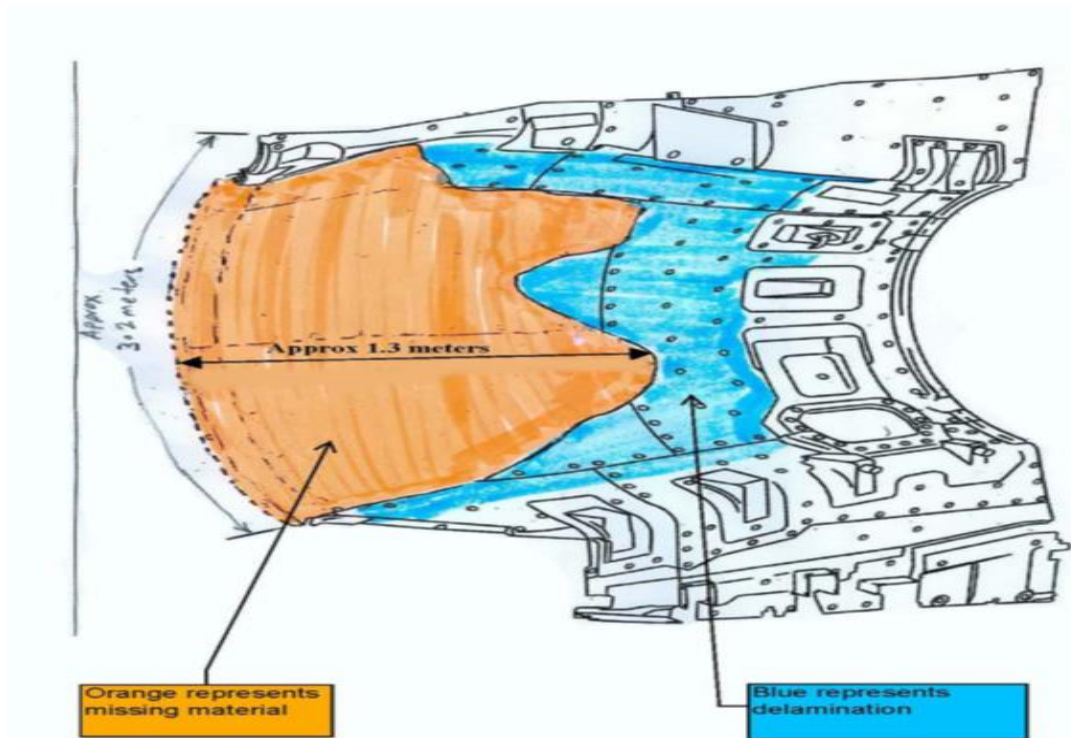 Approx
3.2 meters
Approx 1.3 meters
Orange represents
missing material
Blue represents
delamination